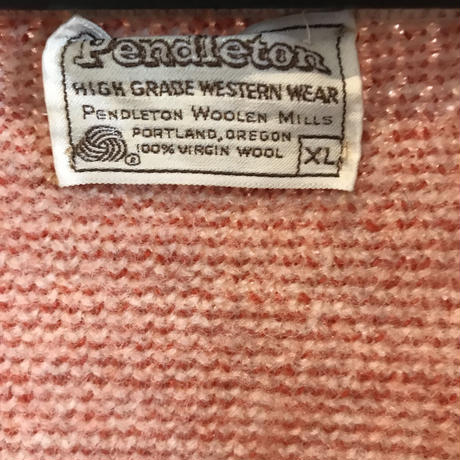 Pendleton
HIGH GRADE WESTERN WEAR
PENDLETON WOOLEN MILLS
PORTLAND, OREGON
® 100% VIRGIN WOOL XL